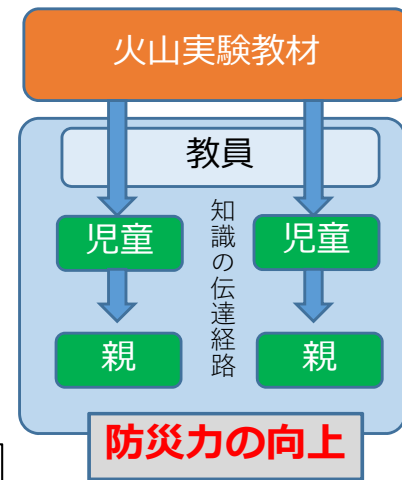 火山実験教材
教員
児童
児童
知識の伝達経路
親
親
防災力の向上